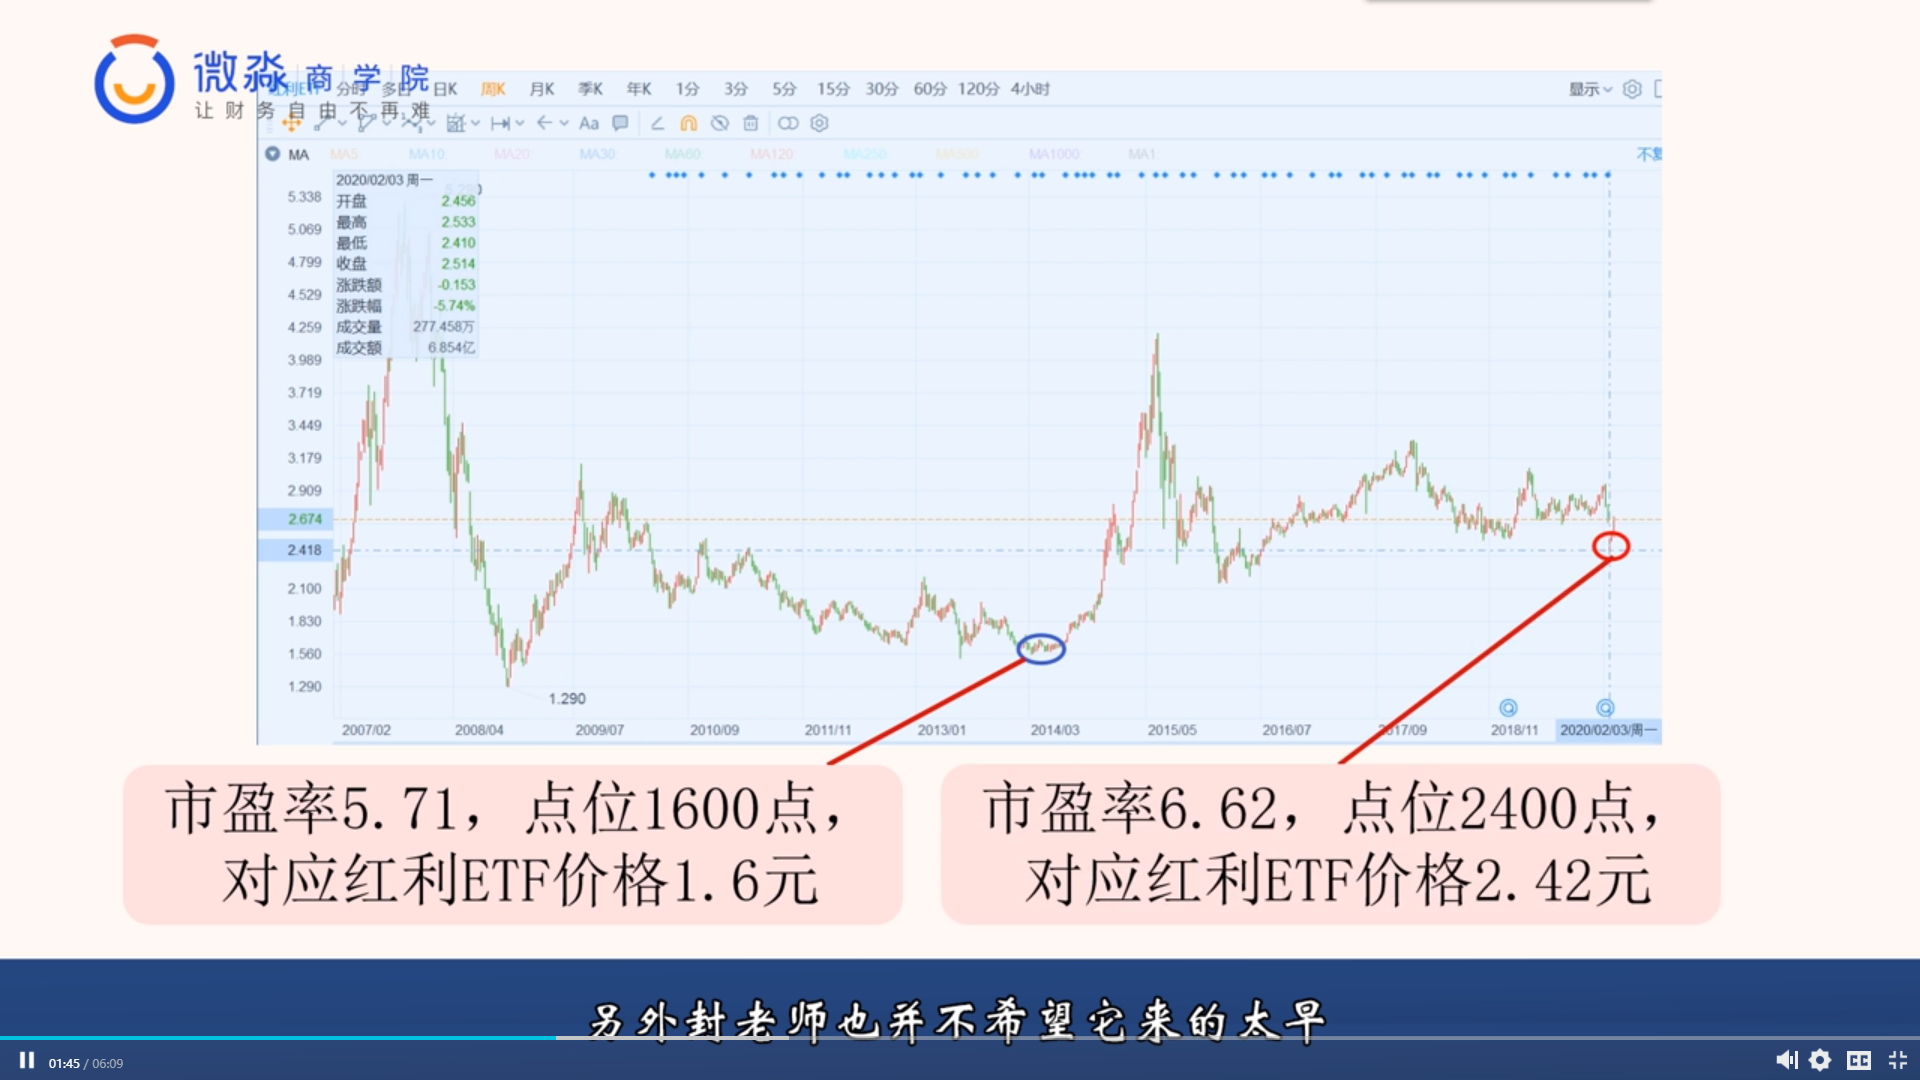 微淼商学院
让财务自由不再难
红利ETF 分时 多日 日K 周K 月K 季K 年K 1分 3分 5分 15分 30分 60分 120分 4小时 显示
Aa
MA MA5: MA10: MA20: MA30: MA60: MA120: MA250: MA500: MA1000: MA1: 不复
2020/02/03 周一
开盘 2.456
最高 2.533
最低 2.410
收盘 2.514
涨跌额 -0.153
涨跌幅 -5.74%
成交量 277.458万
成交额 6.854亿
5.338
5.069
4.799
4.529
4.259
3.989
3.719
3.449
3.179
2.909
2.674
2.418
2.100
1.830
1.560
1.290
1.290
2007/02 2008/04 2009/07 2010/09 2011/11 2013/01 2014/03 2015/05 2016/07 2017/09 2018/11 2020/02/03/周一
市盈率5.71，点位1600点，
对应红利ETF价格1.6元
市盈率6.62，点位2400点，
对应红利ETF价格2.42元
另外封老师也并不希望它来的太早
01:45 / 06:09
CC